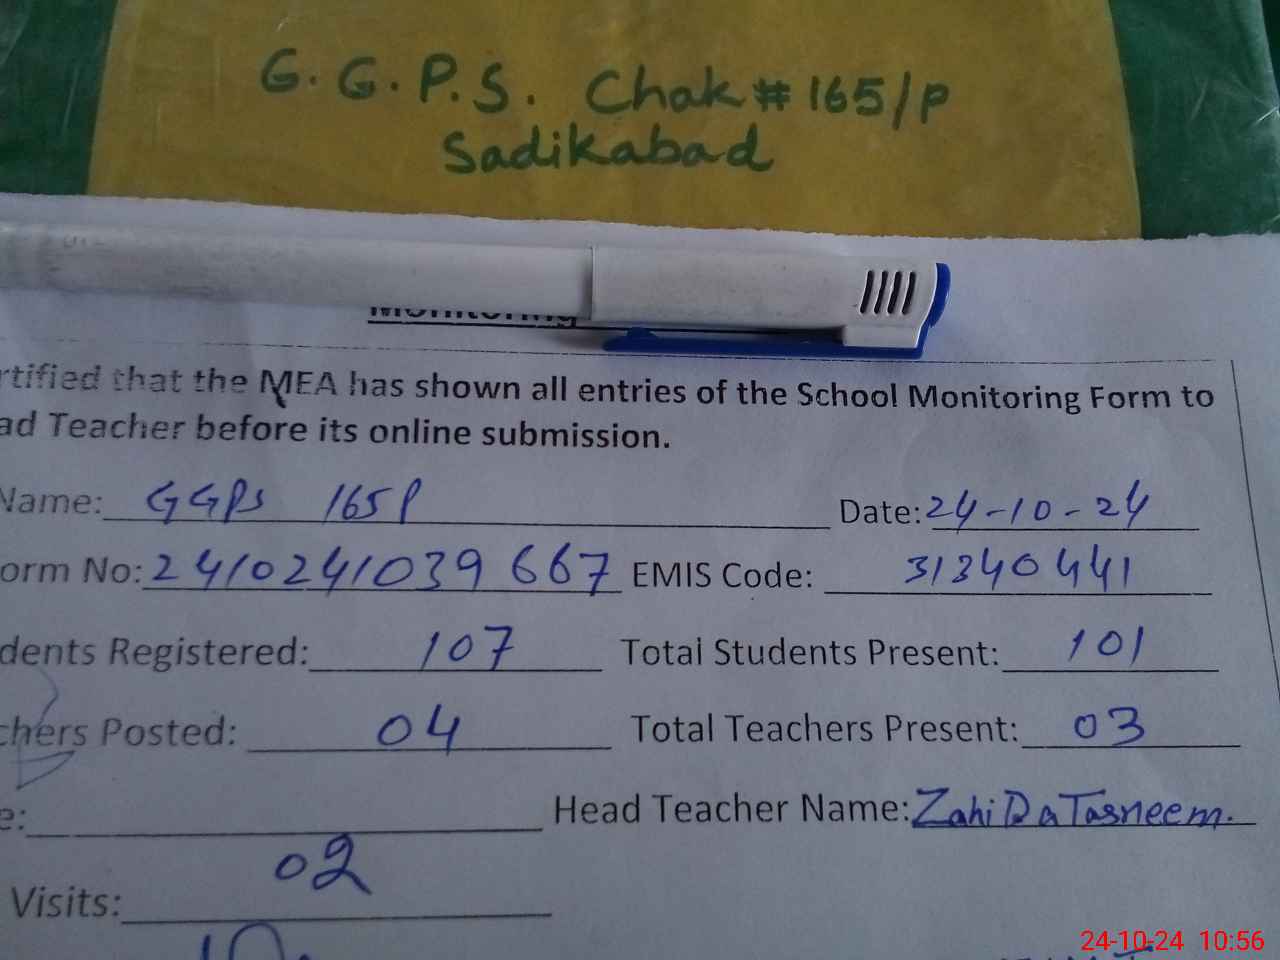 G.G.P.S. Chak # 165/P
Sadikabad
Monitoring
rtified that the MEA has shown all entries of the School Monitoring Form to
ad Teacher before its online submission.
Name: GGPS 165P Date: 24-10-24
orm No: 2410241039667 EMIS Code: 31340441
dents Registered: 107 Total Students Present: 101
chers Posted: 04 Total Teachers Present: 03
e: Head Teacher Name: ZahiDa Tasneem.
Visits: 02
24-10-24 10:56